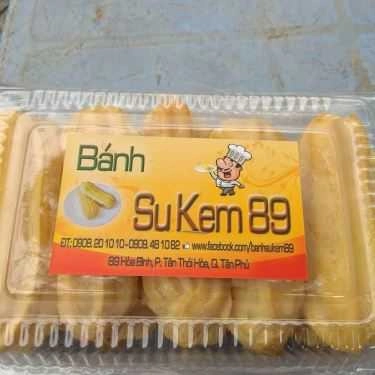 Bánh
Su Kem 89
ĐT: 0908. 20 10 10 - 0909. 48 10 82 www.facebook.com/banhsukem89
89 Hòa Bình, P. Tân Thới Hòa, Q. Tân Phú